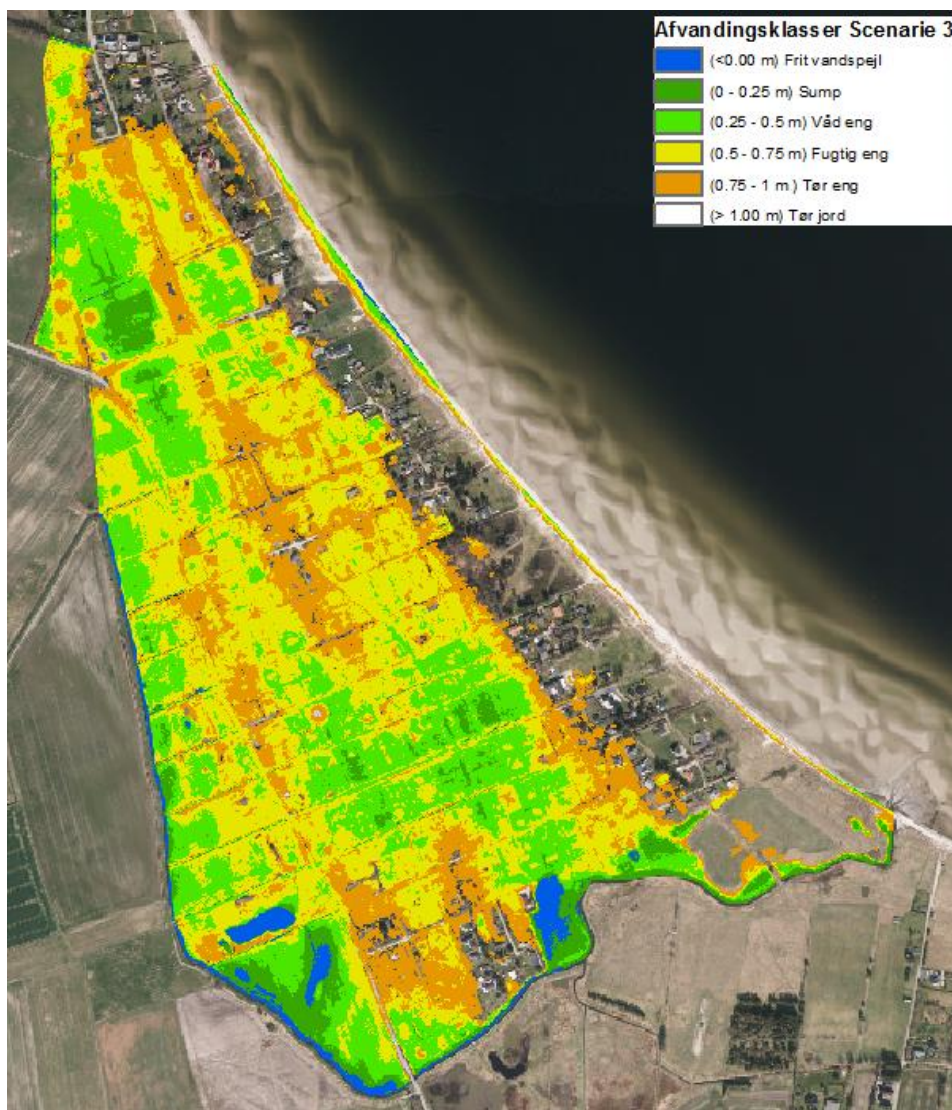 Afvandingsklasser Scenarie 3
(<0.00 m) Frit vandspejl
(0 - 0.25 m) Sump
(0.25 - 0.5 m) Våd eng
(0.5 - 0.75 m) Fugtig eng
(0.75 - 1 m ) Tør eng
(> 1.00 m) Tør jord